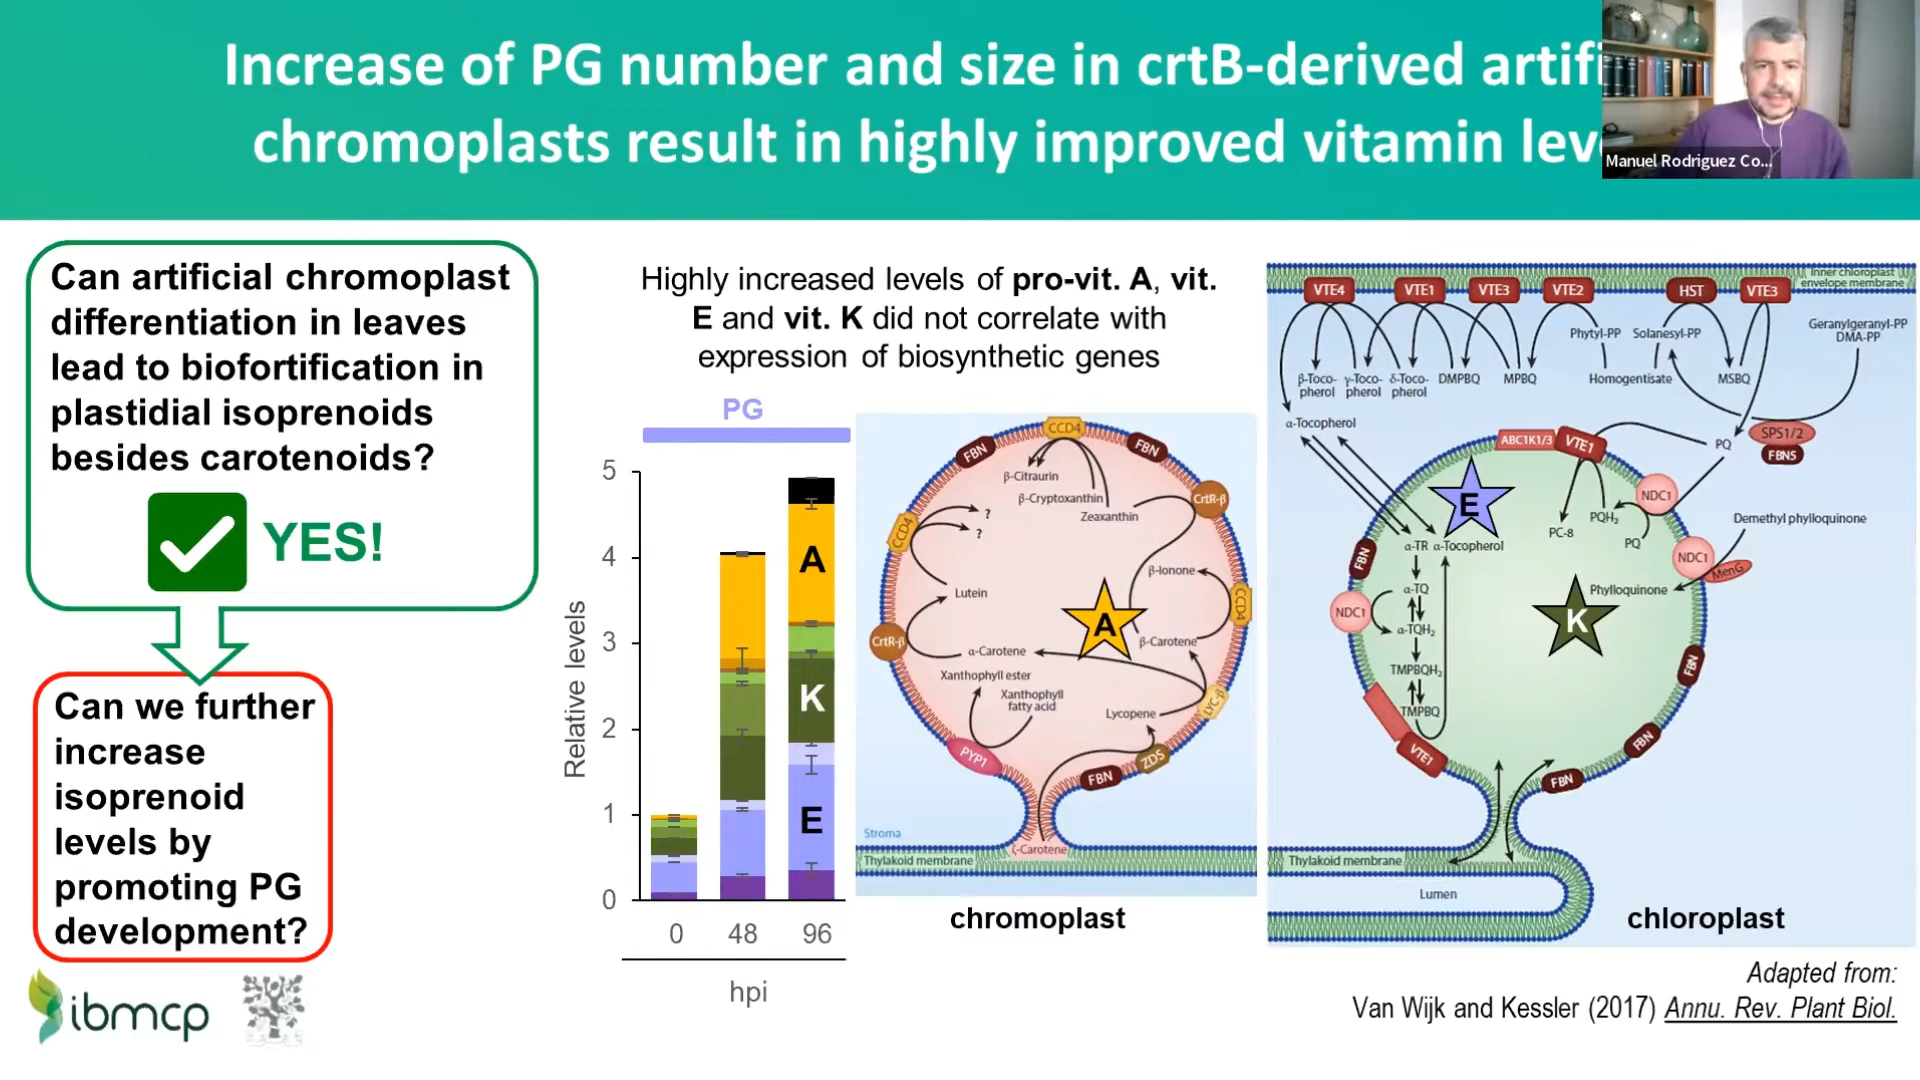 Increase of PG number and size in crtB-derived artifi
chromoplasts result in highly improved vitamin lev
Manuel Rodriguez Co...
Can artificial chromoplast
differentiation in leaves
lead to biofortification in
plastidial isoprenoids
besides carotenoids?
YES!
Can we further
increase
isoprenoid
levels by
promoting PG
development?
ibmcp
Highly increased levels of pro-vit. A, vit.
E and vit. K did not correlate with
expression of biosynthetic genes
PG
Relative levels
5
4
3
2
1
0
A
K
E
0 48 96
hpi
CCD4
FBN
FBN
β-Citraurin
β-Cryptoxanthin
Zeaxanthin
CrtR-β
CCD4
?
?
β-Ionone
CCD4
Lutein
A
CrtR-β
β-Carotene
α-Carotene
Xanthophyll ester
Xanthophyll
fatty acid
LYC-β
Lycopene
PYP1
ZDS
FBN
Stroma
ζ-Carotene
Thylakoid membrane
chromoplast
Inner chloroplast
envelope membrane
VTE4
VTE1
VTE3
VTE2
HST
VTE3
Phytyl-PP
Solanesyl-PP
Geranylgeranyl-PP
DMA-PP
β-Toco-
pherol
γ-Toco-
pherol
δ-Toco-
pherol
DMPBQ
MPBQ
Homogentisate
MSBQ
α-Tocopherol
ABC1K1/3
VTE1
PQ
SPS1/2
FBN5
E
NDC1
PQH2
PC-8
PQ
Demethyl phylloquinone
FBN
α-TR
α-Tocopherol
NDC1
MenG
α-TQ
Phylloquinone
NDC1
K
α-TQH2
TMPBQH2
FBN
TMPBQ
VTE1
FBN
FBN
Thylakoid membrane
Lumen
chloroplast
Adapted from:
Van Wijk and Kessler (2017) Annu. Rev. Plant Biol.